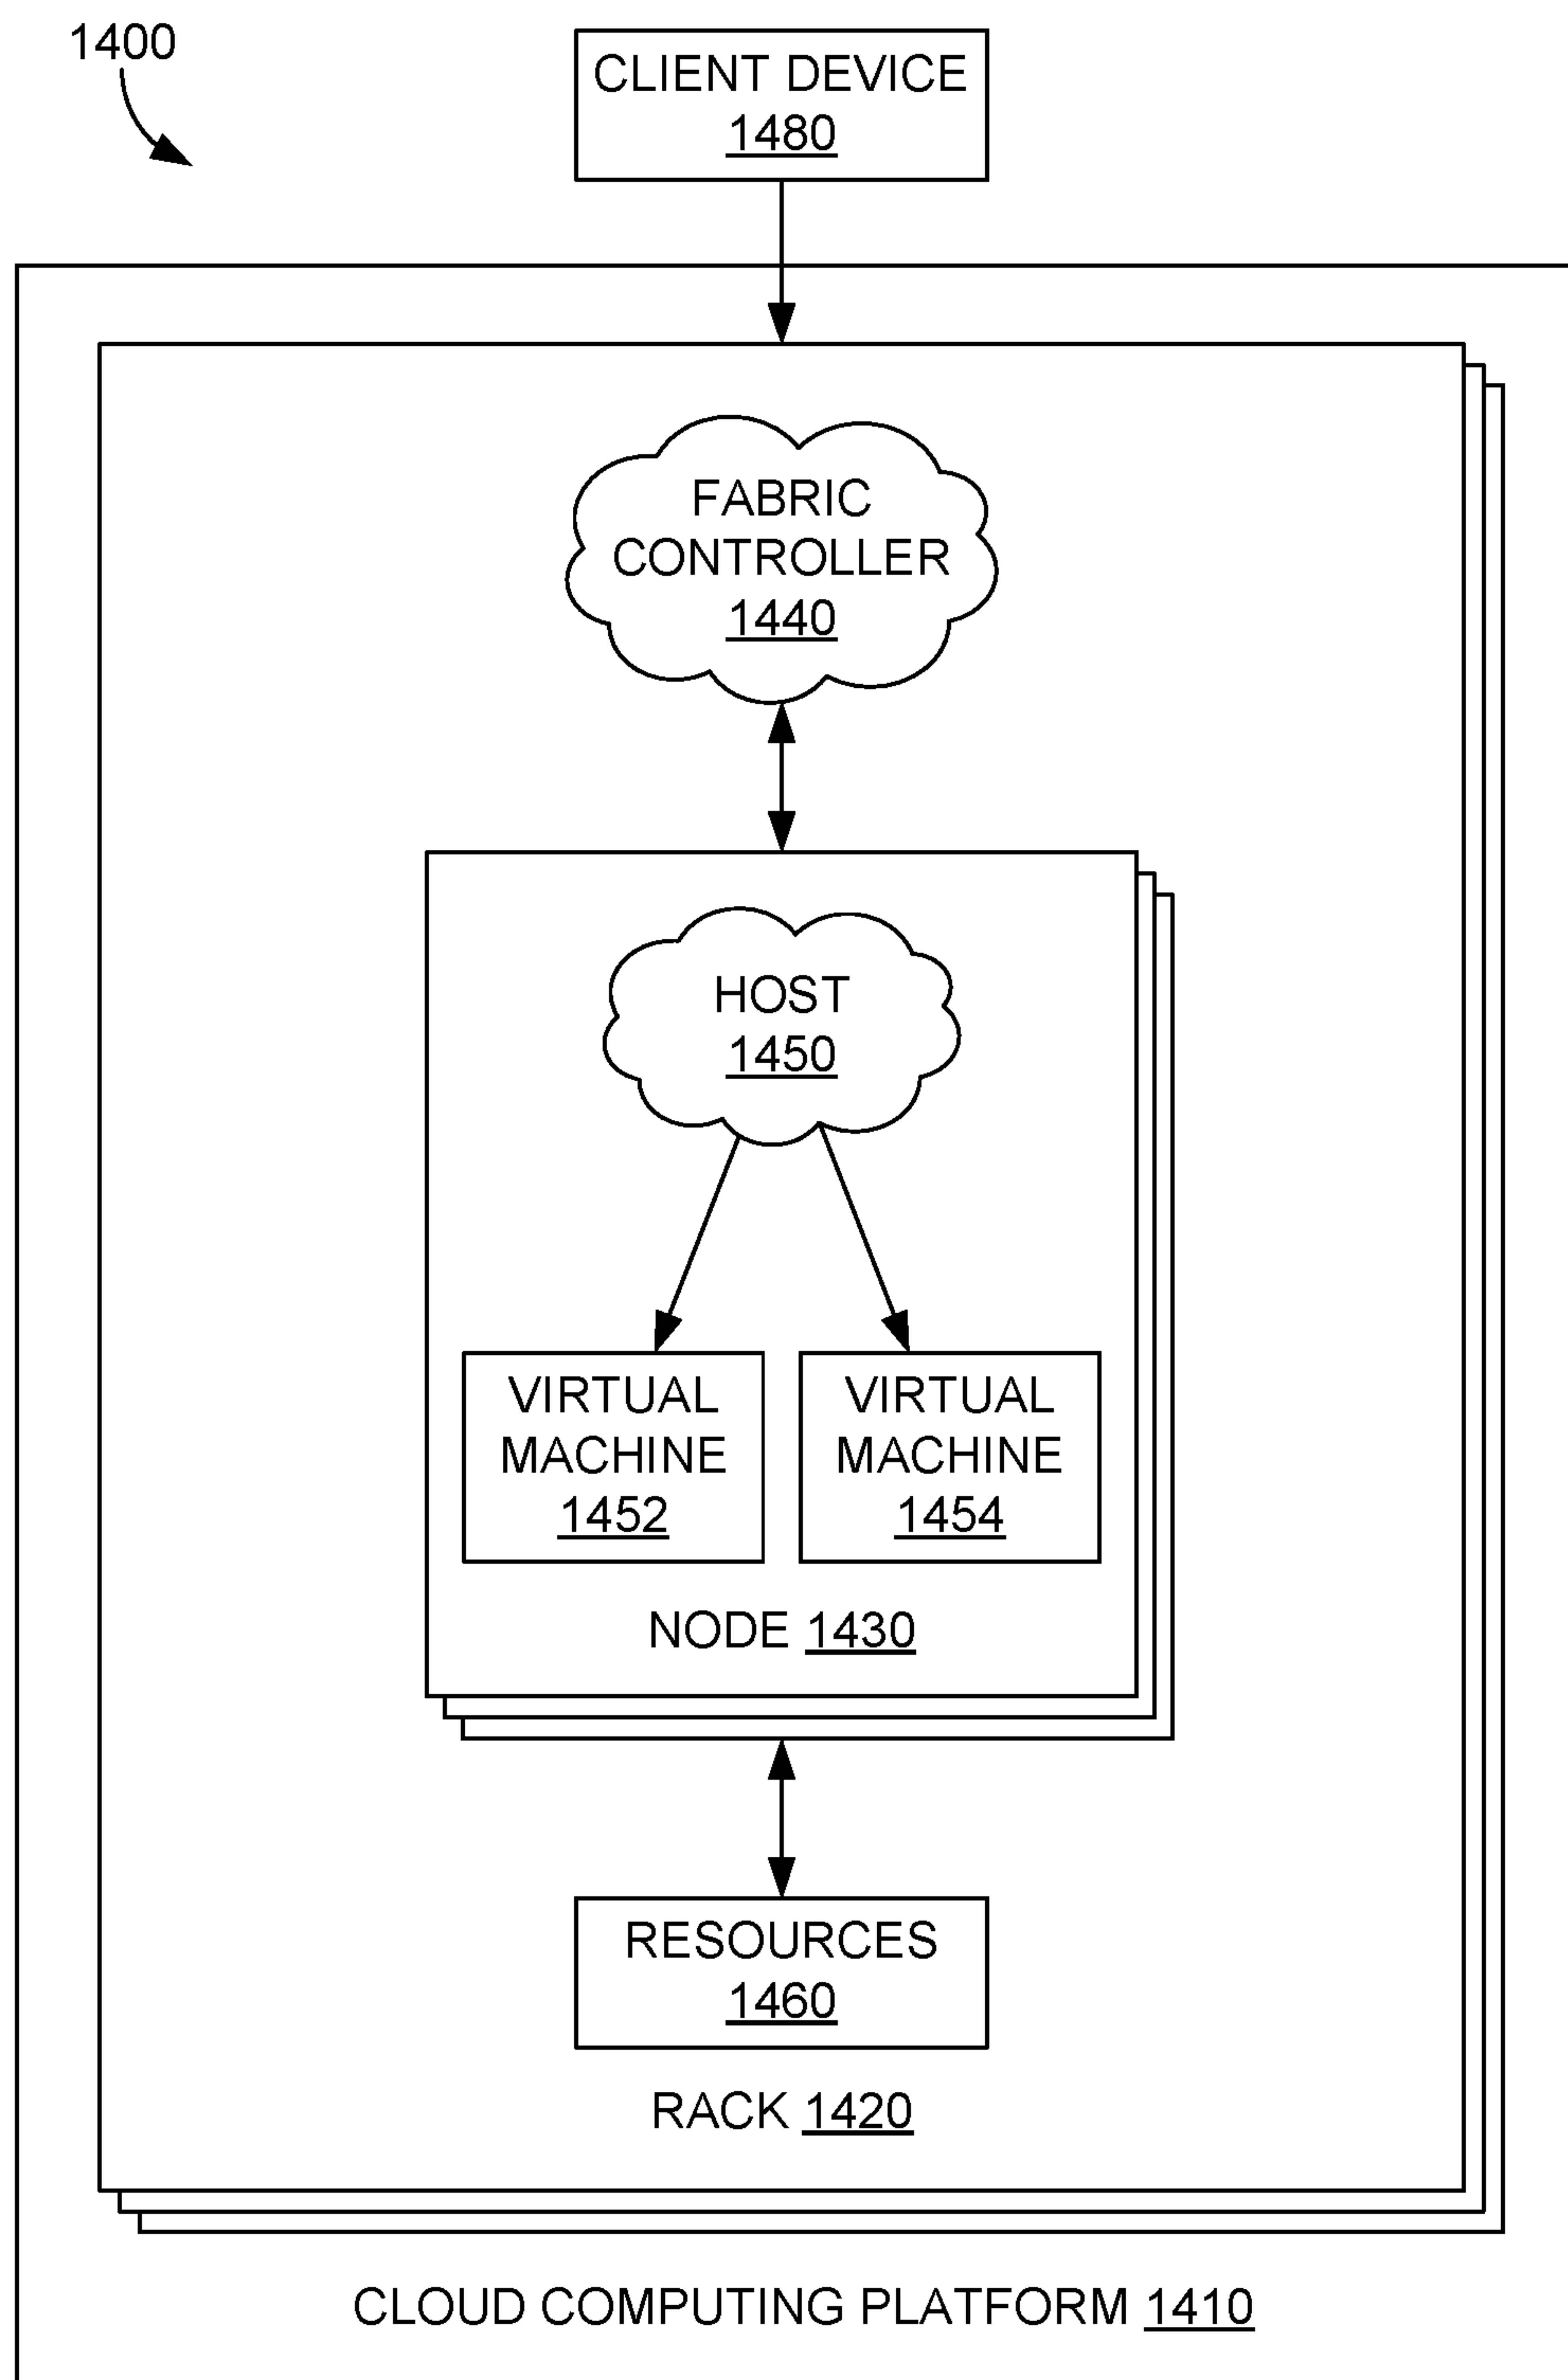 1400
CLIENT DEVICE
1480
FABRIC
CONTROLLER
1440
HOST
1450
VIRTUAL
MACHINE
1452
VIRTUAL
MACHINE
1454
NODE 1430
RESOURCES
1460
RACK 1420
CLOUD COMPUTING PLATFORM 1410